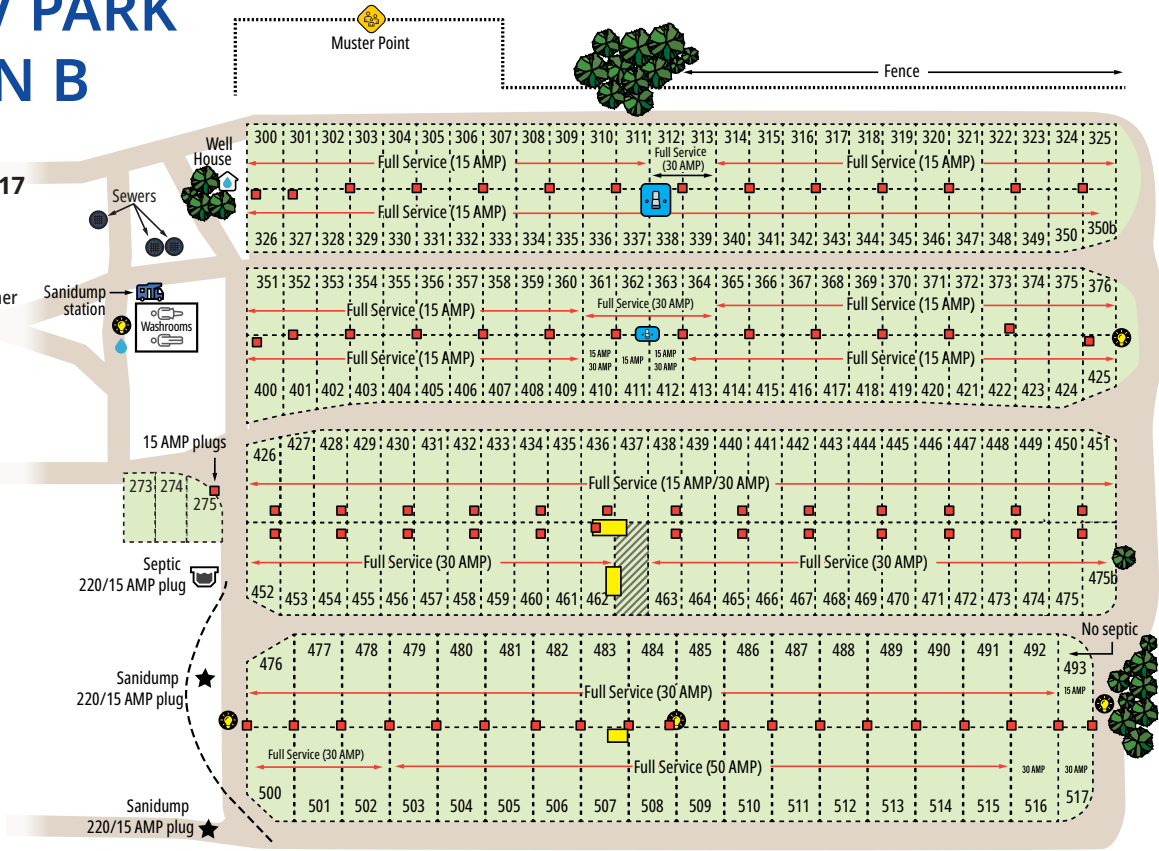 PARK
N B
Muster Point
Fence
Well
House
17
Sewers
300 301 302 303 304 305 306 307 308 309 310 311 312 313 314 315 316 317 318 319 320 321 322 323 324 325
Full Service (15 AMP)
Full Service
(30 AMP)
Full Service (15 AMP)
Full Service (15 AMP)
326 327 328 329 330 331 332 333 334 335 336 337 338 339 340 341 342 343 344 345 346 347 348 349 350 350b
ner
Sanidump
station
Washrooms
351 352 353 354 355 356 357 358 359 360 361 362 363 364 365 366 367 368 369 370 371 372 373 374 375 376
Full Service (15 AMP)
Full Service (30 AMP)
Full Service (15 AMP)
Full Service (15 AMP)
15 AMP
30 AMP
15 AMP
15 AMP
30 AMP
Full Service (15 AMP)
400 401 402 403 404 405 406 407 408 409 410 411 412 413 414 415 416 417 418 419 420 421 422 423 424 425
15 AMP plugs
273 274 275
426 427 428 429 430 431 432 433 434 435 436 437 438 439 440 441 442 443 444 445 446 447 448 449 450 451
Full Service (15 AMP/30 AMP)
Septic
220/15 AMP plug
Full Service (30 AMP)
Full Service (30 AMP)
452 453 454 455 456 457 458 459 460 461 462 463 464 465 466 467 468 469 470 471 472 473 474 475 475b
No septic
Sanidump
220/15 AMP plug
476 477 478 479 480 481 482 483 484 485 486 487 488 489 490 491 492 493
Full Service (30 AMP)
15 AMP
Full Service (30 AMP)
Full Service (50 AMP)
30 AMP
30 AMP
500 501 502 503 504 505 506 507 508 509 510 511 512 513 514 515 516 517
Sanidump
220/15 AMP plug